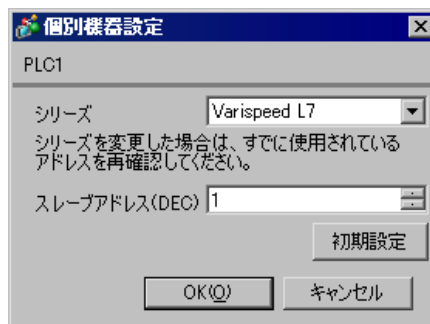 個別機器設定
PLC1
シリーズ Varispeed L7
シリーズを変更した場合は、すでに使用されている
アドレスを再確認してください。
スレーブアドレス(DEC) 1
初期設定
OK(O) キャンセル